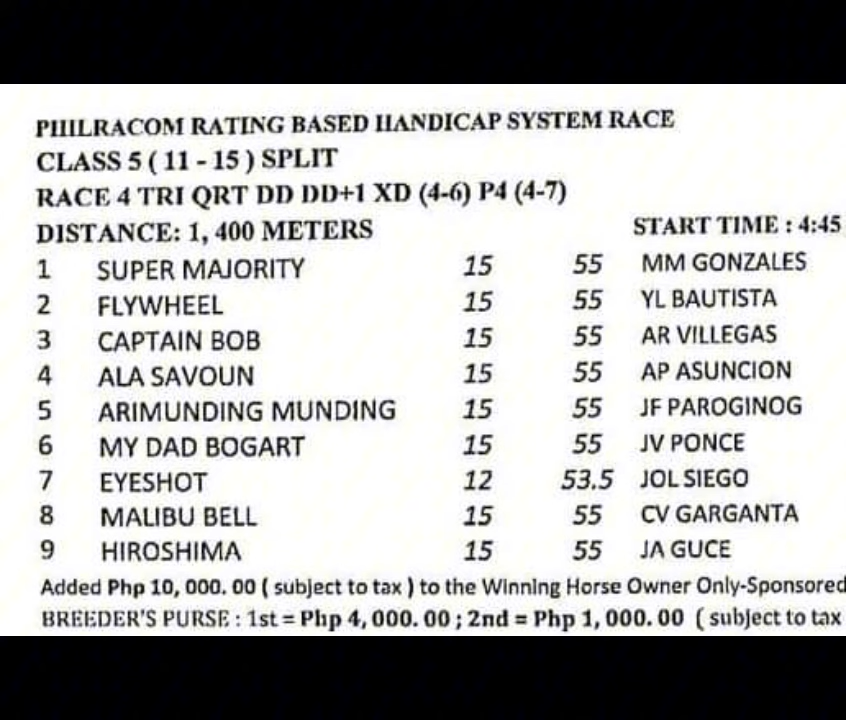 PHILRACOM RATING BASED HANDICAP SYSTEM RACE
CLASS 5 ( 11 - 15 ) SPLIT
RACE 4 TRI QRT DD DD+1 XD (4-6) P4 (4-7)
DISTANCE: 1, 400 METERS START TIME : 4:45
1 SUPER MAJORITY 15 55 MM GONZALES
2 FLYWHEEL 15 55 YL BAUTISTA
3 CAPTAIN BOB 15 55 AR VILLEGAS
4 ALA SAVOUN 15 55 AP ASUNCION
5 ARIMUNDING MUNDING 15 55 JF PAROGINOG
6 MY DAD BOGART 15 55 JV PONCE
7 EYESHOT 12 53.5 JOL SIEGO
8 MALIBU BELL 15 55 CV GARGANTA
9 HIROSHIMA 15 55 JA GUCE
Added Php 10, 000. 00 ( subject to tax ) to the Winning Horse Owner Only-Sponsored
BREEDER'S PURSE : 1st = Php 4, 000. 00 ; 2nd = Php 1, 000. 00 ( subject to tax